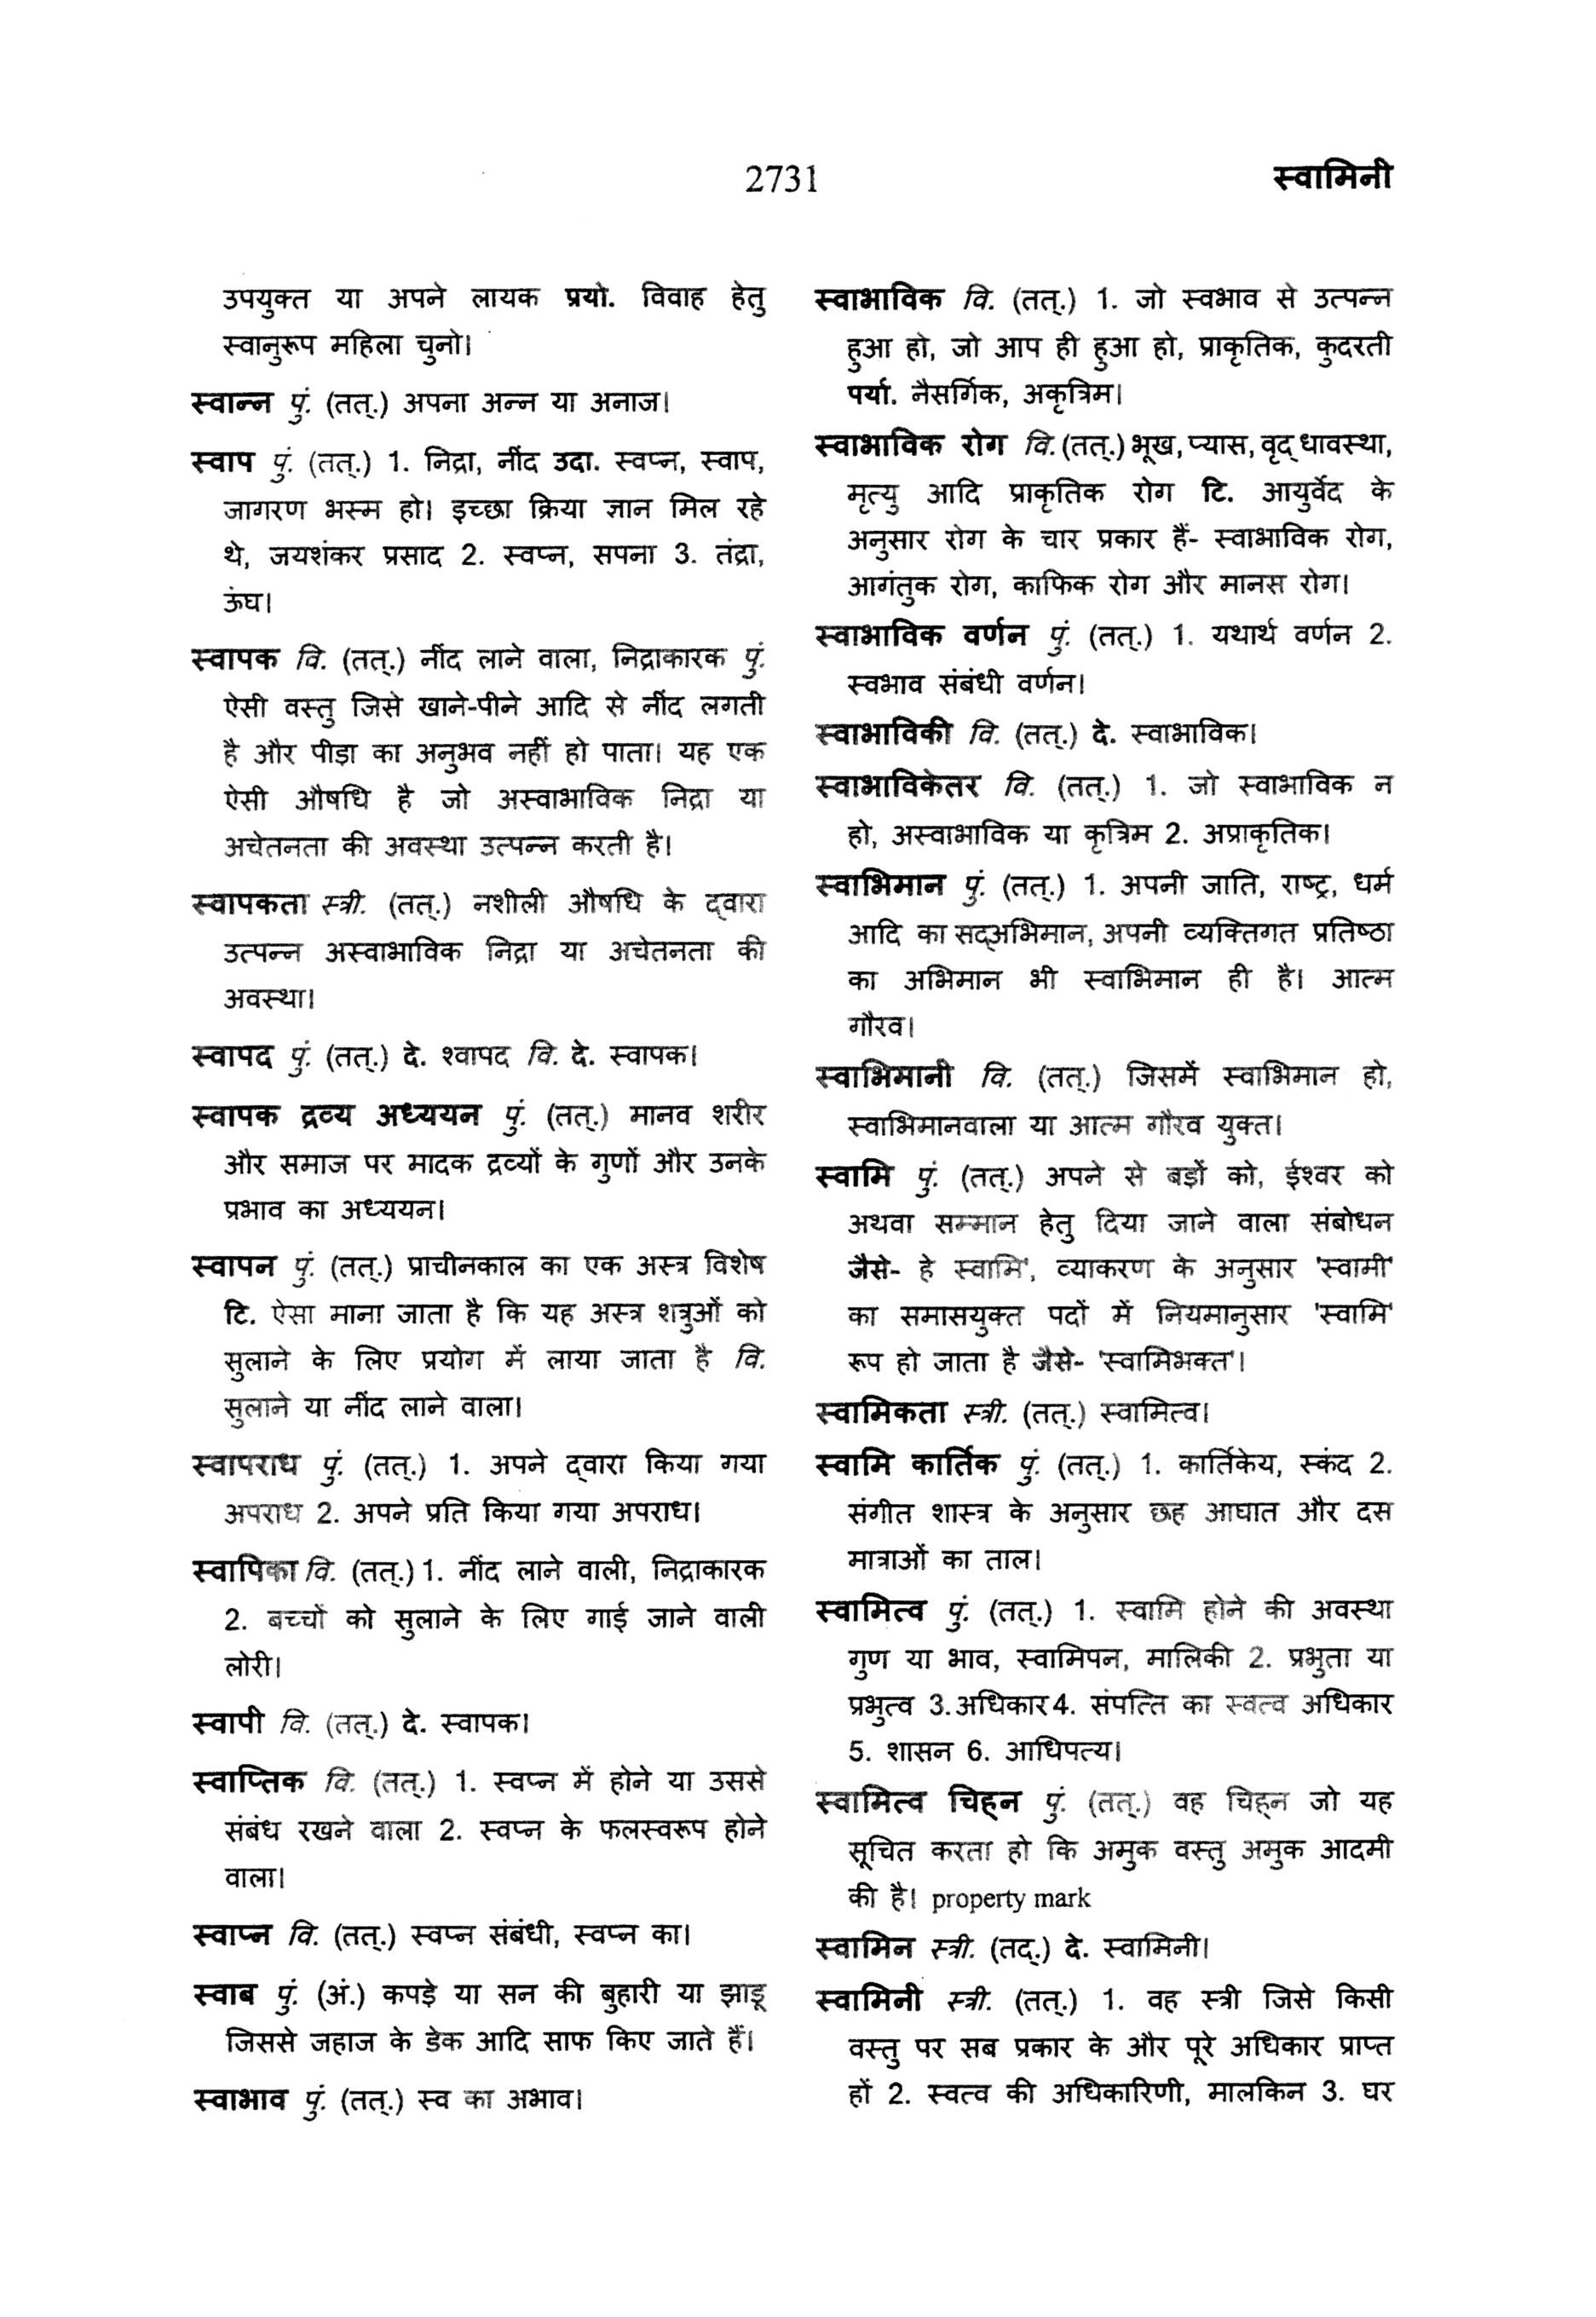 2731
स्वामिनी
उपयुक्त या अपने लायक प्रयो. विवाह हेतु
स्वानुरूप महिला चुनो।
स्वान्न पुं. (तत्.) अपना अन्न या अनाज।
स्वाप पुं. (तत्.) 1. निद्रा, नींद उदा. स्वप्न, स्वाप,
जागरण भस्म हो। इच्छा क्रिया ज्ञान मिल रहे
थे, जयशंकर प्रसाद 2. स्वप्न, सपना 3. तंद्रा,
ऊंघ।
स्वापक वि. (तत्.) नींद लाने वाला, निद्राकारक पुं.
ऐसी वस्तु जिसे खाने-पीने आदि से नींद लगती
है और पीड़ा का अनुभव नहीं हो पाता। यह एक
ऐसी औषधि है जो अस्वाभाविक निद्रा या
अचेतनता की अवस्था उत्पन्न करती है।
स्वापकता स्त्री. (तत्.) नशीली औषधि के द्वारा
उत्पन्न अस्वाभाविक निद्रा या अचेतनता की
अवस्था।
स्वापद पुं. (तत्.) दे. श्वापद वि. दे. स्वापक।
स्वापक द्रव्य अध्ययन पुं. (तत्.) मानव शरीर
और समाज पर मादक द्रव्यों के गुणों और उनके
प्रभाव का अध्ययन।
स्वापन पुं. (तत्.) प्राचीनकाल का एक अस्त्र विशेष
टि. ऐसा माना जाता है कि यह अस्त्र शत्रुओं को
सुलाने के लिए प्रयोग में लाया जाता है वि.
सुलाने या नींद लाने वाला।
स्वापराध पुं. (तत्.) 1. अपने द्वारा किया गया
अपराध 2. अपने प्रति किया गया अपराध।
स्वापिका वि. (तत्.) 1. नींद लाने वाली, निद्राकारक
2. बच्चों को सुलाने के लिए गाई जाने वाली
लोरी।
स्वापी वि. (तत्.) दे. स्वापक।
स्वाप्तिक वि. (तत्.) 1. स्वप्न में होने या उससे
संबंध रखने वाला 2. स्वप्न के फलस्वरूप होने
वाला।
स्वाप्न वि. (तत्.) स्वप्न संबंधी, स्वप्न का।
स्वाब पुं. (अं.) कपड़े या सन की बुहारी या झाडू
जिससे जहाज के डेक आदि साफ किए जाते हैं।
स्वाभाव पुं. (तत्.) स्व का अभाव।
स्वाभाविक वि. (तत्.) 1. जो स्वभाव से उत्पन्न
हुआ हो, जो आप ही हुआ हो, प्राकृतिक, कुदरती
पर्या. नैसर्गिक, अकृत्रिम।
स्वाभाविक रोग वि. (तत्.) भूख, प्यास, वृद्धावस्था,
मृत्यु आदि प्राकृतिक रोग टि. आयुर्वेद के
अनुसार रोग के चार प्रकार हैं- स्वाभाविक रोग,
आगंतुक रोग, काफिक रोग और मानस रोग।
स्वाभाविक वर्णन पुं. (तत्.) 1. यथार्थ वर्णन 2.
स्वभाव संबंधी वर्णन।
स्वाभाविकी वि. (तत्.) दे. स्वाभाविक।
स्वाभाविकेतर वि. (तत्.) 1. जो स्वाभाविक न
हो, अस्वाभाविक या कृत्रिम 2. अप्राकृतिक।
स्वाभिमान पुं. (तत्.) 1. अपनी जाति, राष्ट्र, धर्म
आदि का सद्अभिमान, अपनी व्यक्तिगत प्रतिष्ठा
का अभिमान भी स्वाभिमान ही है। आत्म
गौरव।
स्वाभिमानी वि. (तत्.) जिसमें स्वाभिमान हो,
स्वाभिमानवाला या आत्म गौरव युक्त।
स्वामि पुं. (तत्.) अपने से बड़ों को, ईश्वर को
अथवा सम्मान हेतु दिया जाने वाला संबोधन
जैसे- हे स्वामि', व्याकरण के अनुसार 'स्वामी'
का समासयुक्त पदों में नियमानुसार 'स्वामि'
रूप हो जाता है जैसे- 'स्वामिभक्त'।
स्वामिकता स्त्री. (तत्.) स्वामित्व।
स्वामि कार्तिक पुं. (तत्.) 1. कार्तिकेय, स्कंद 2.
संगीत शास्त्र के अनुसार छह आघात और दस
मात्राओं का ताल।
स्वामित्व पुं. (तत्.) 1. स्वामि होने की अवस्था
गुण या भाव, स्वामिपन, मालिकी 2. प्रभुता या
प्रभुत्व 3. अधिकार 4. संपत्ति का स्वत्व अधिकार
5. शासन 6. आधिपत्य।
स्वामित्व चिह्न पुं. (तत्.) वह चिह्न जो यह
सूचित करता हो कि अमुक वस्तु अमुक आदमी
की है। property mark
स्वामिन स्त्री. (तद्.) दे. स्वामिनी।
स्वामिनी स्त्री. (तत्.) 1. वह स्त्री जिसे किसी
वस्तु पर सब प्रकार के और पूरे अधिकार प्राप्त
हों 2. स्वत्व की अधिकारिणी, मालकिन 3. घर